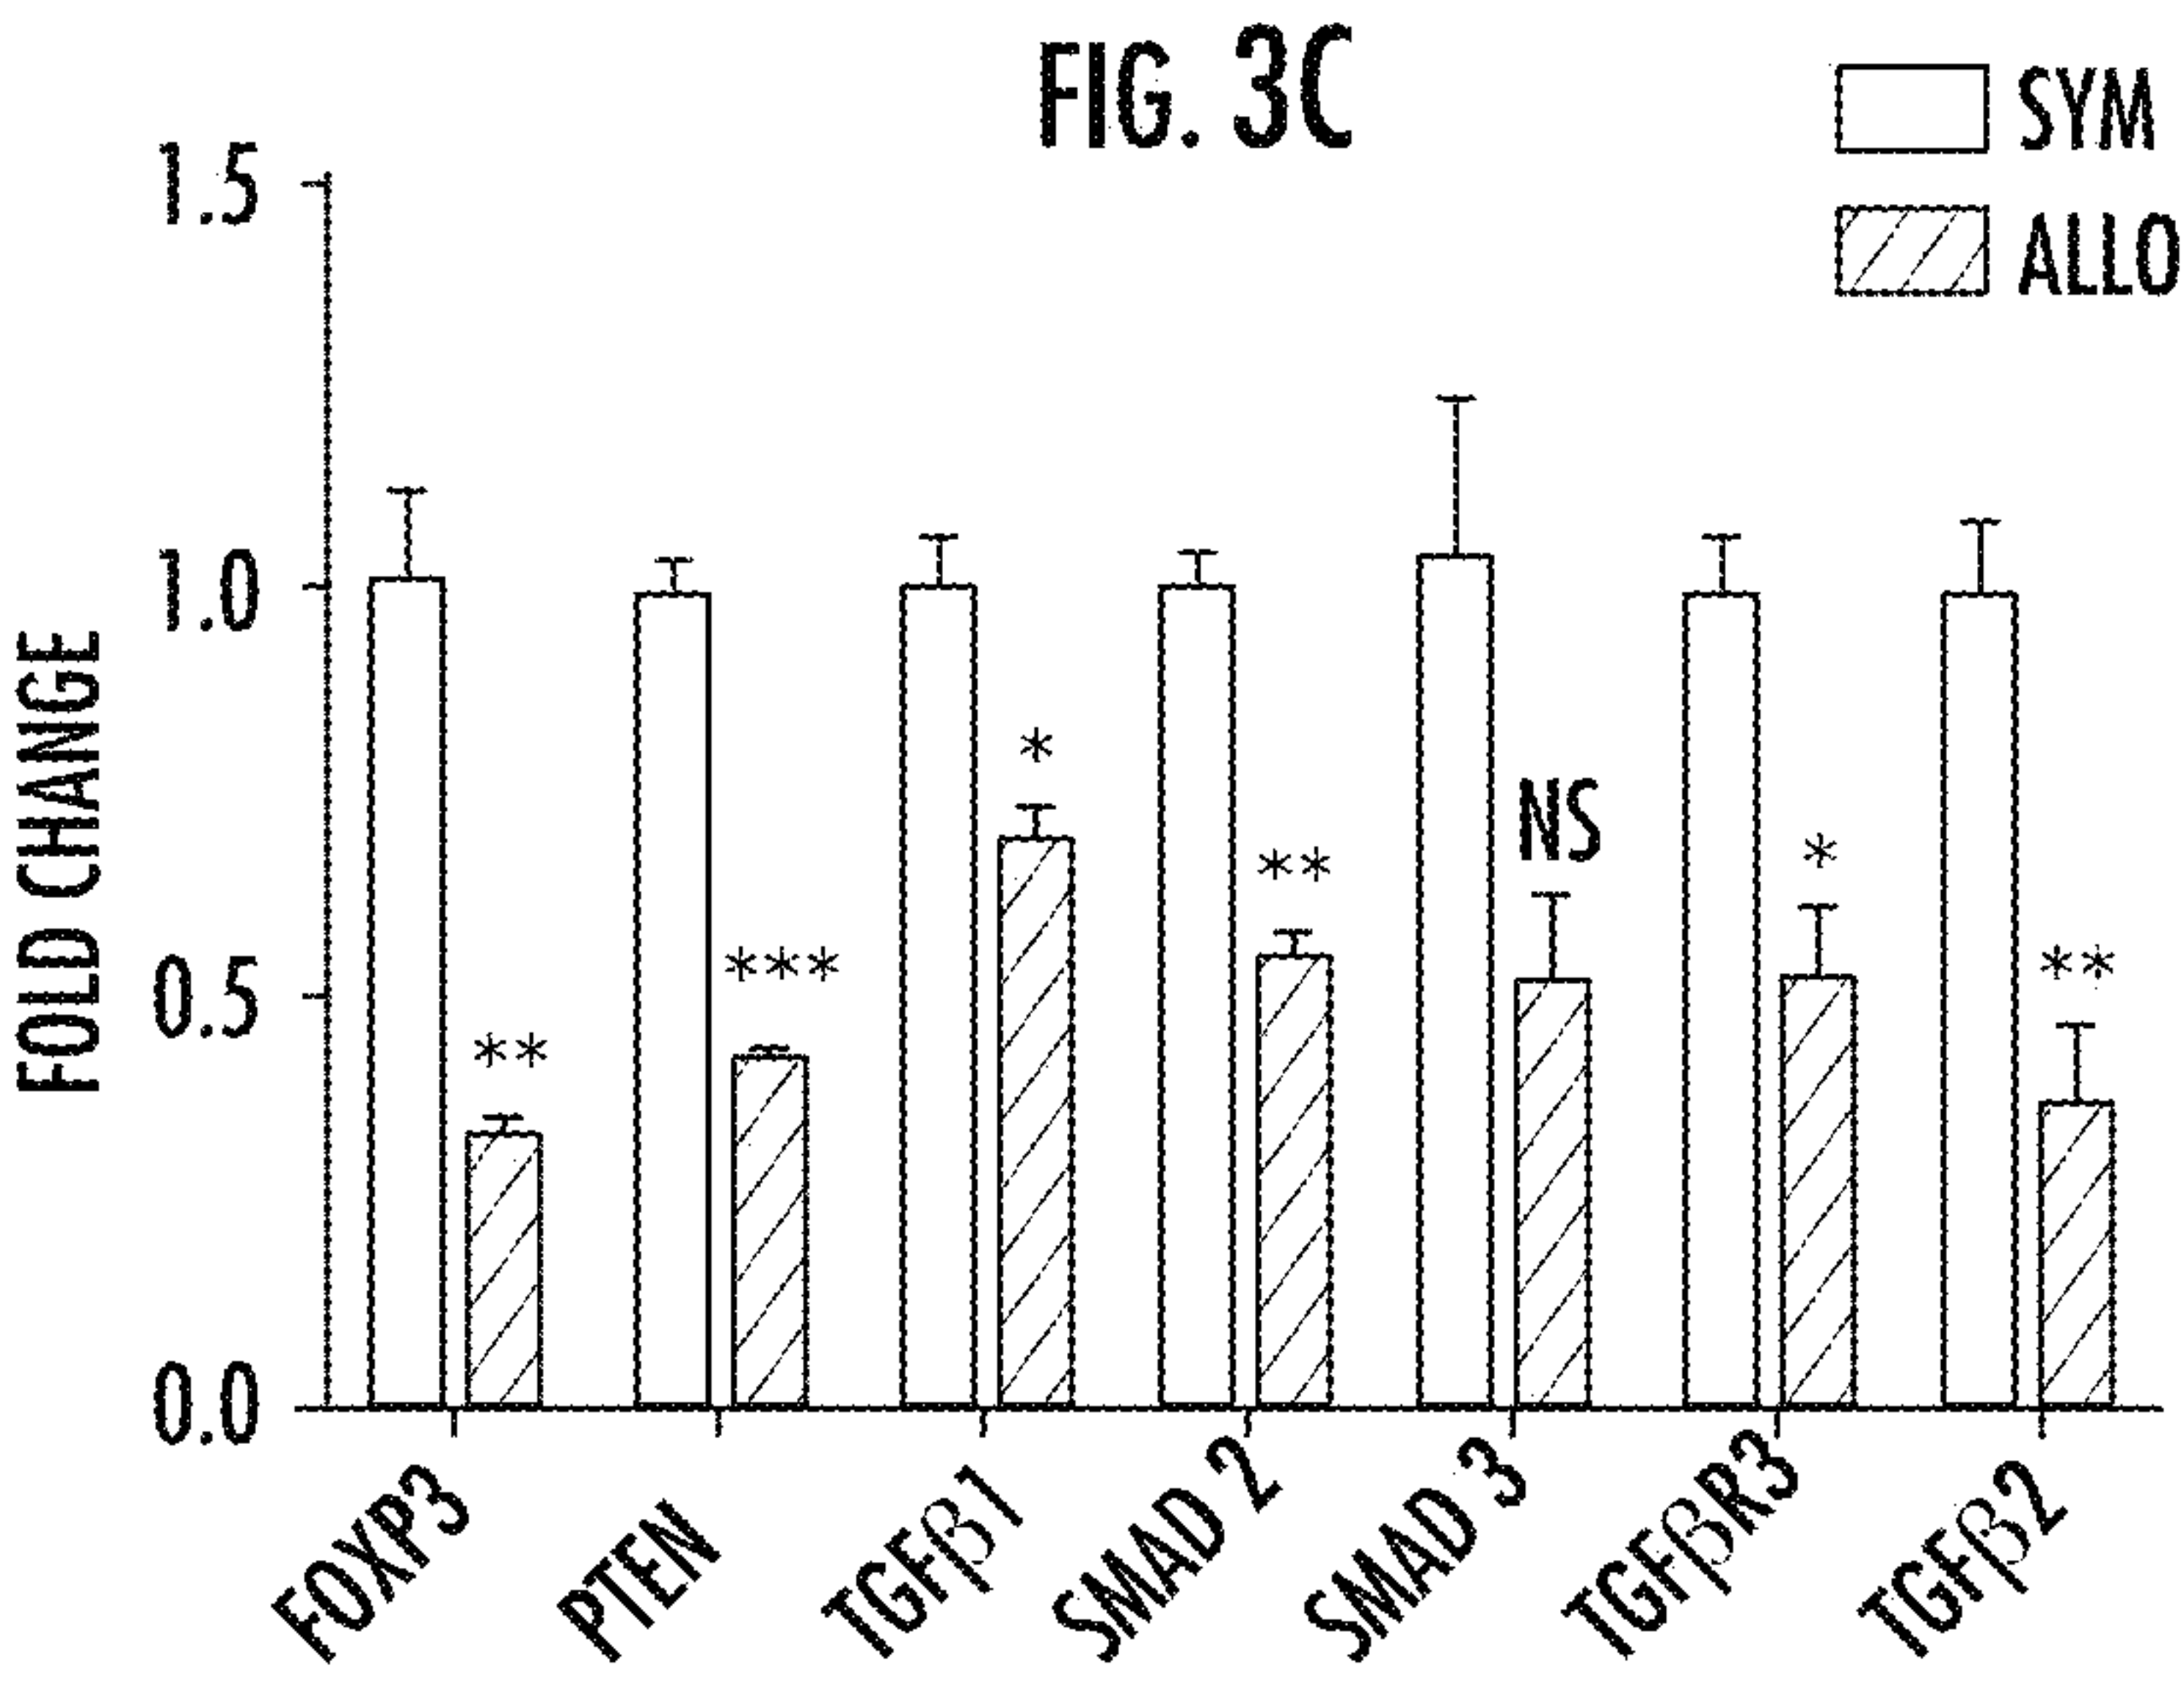 FIG. 3C
SYM
ALLO
FOLD CHANGE
1.5
1.0
0.5
0.0
**
***
*
**
NS
*
**
FOXP3
PTEN
TGFβ1
SMAD 2
SMAD 3
TGFβR3
TGFβ2